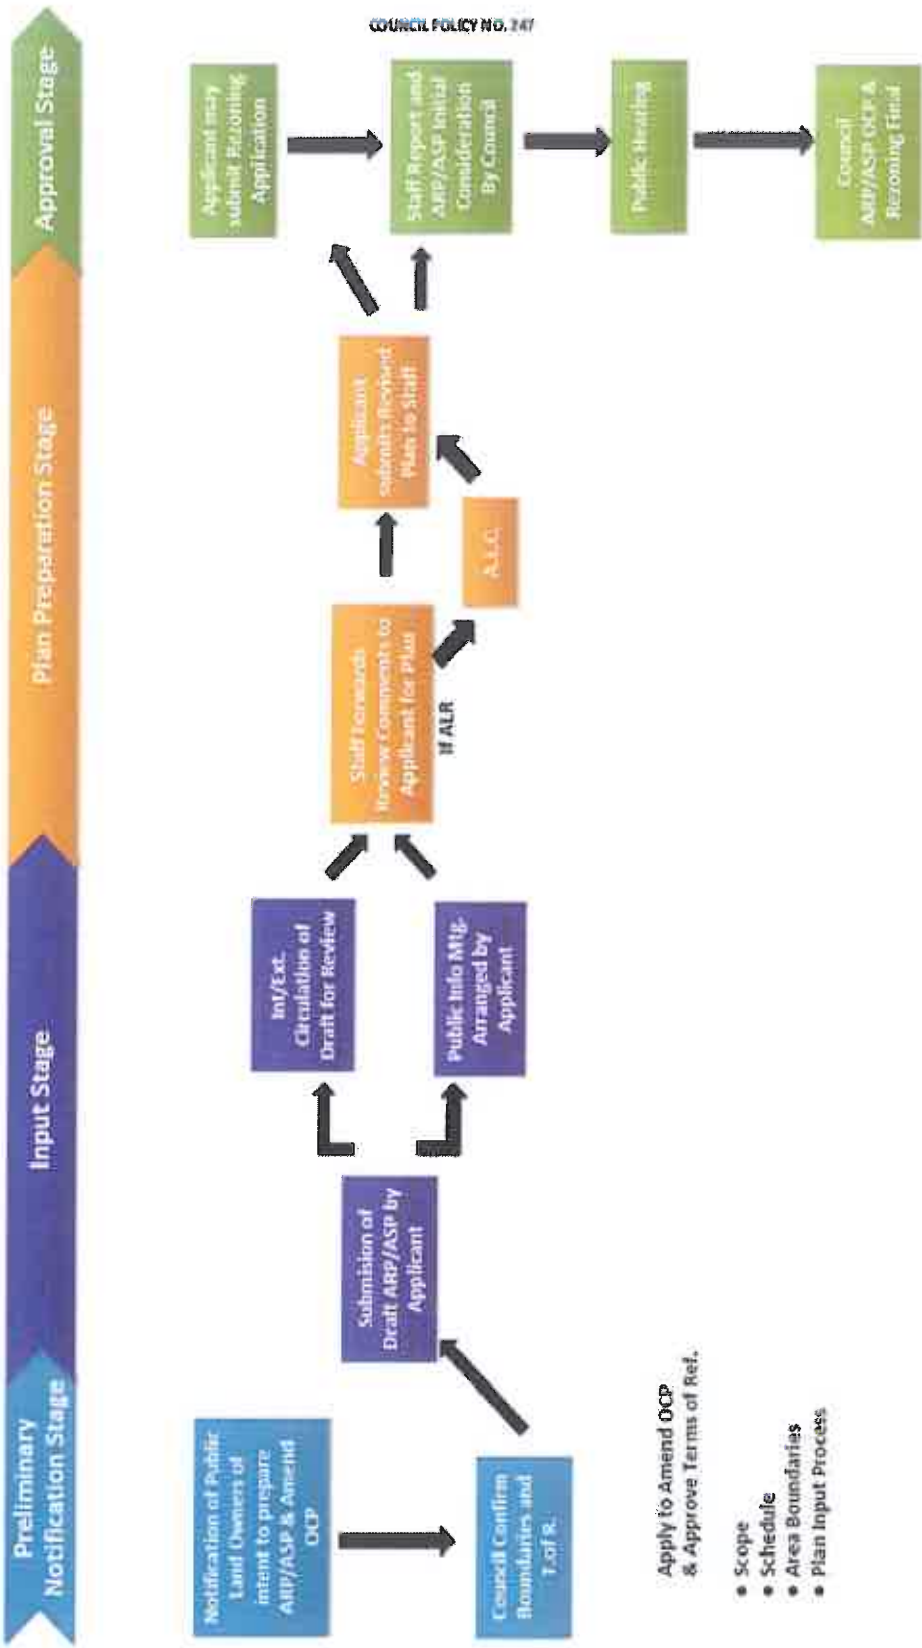 COUNCIL POLICY NO. 247
Preliminary
Notification Stage
Input Stage
Plan Preparation Stage
Approval Stage
Notification of Public
Land Owners of
intent to prepare
ARP/ASP & Amend
OCP
Council Confirm
Boundaries and
T.of R.
Submision of
Draft ARP/ASP by
Applicant
Int/Ext.
Circulation of
Draft for Review
Public Info Mtg.
Arranged by
Applicant
Staff Forwards
Review Comments to
Applicant for Plan
If ALR
A.L.C.
Applicant
submits Revised
Plan to Staff
Applicant may
submit Rezoning
Application
Staff Report and
ARP/ASP Initial
Consideration
By Council
Public Hearing
Council
ARP/ASP OCP &
Rezoning Final
Apply to Amend OCP
& Approve Terms of Ref.
• Scope
• Schedule
• Area Boundaries
• Plan Input Process